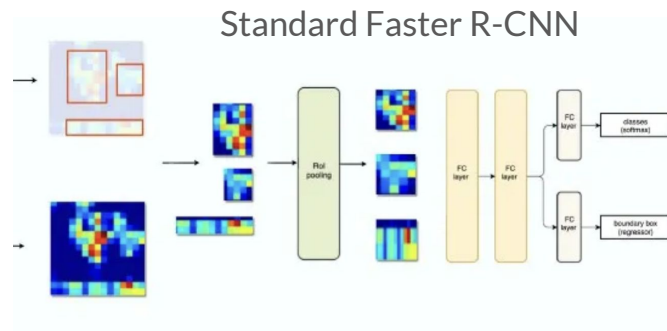 Standard Faster R-CNN
RoI
pooling
FC
layer
FC
layer
FC
layer
classes
(softmax)
FC
layer
boundary box
(regressor)